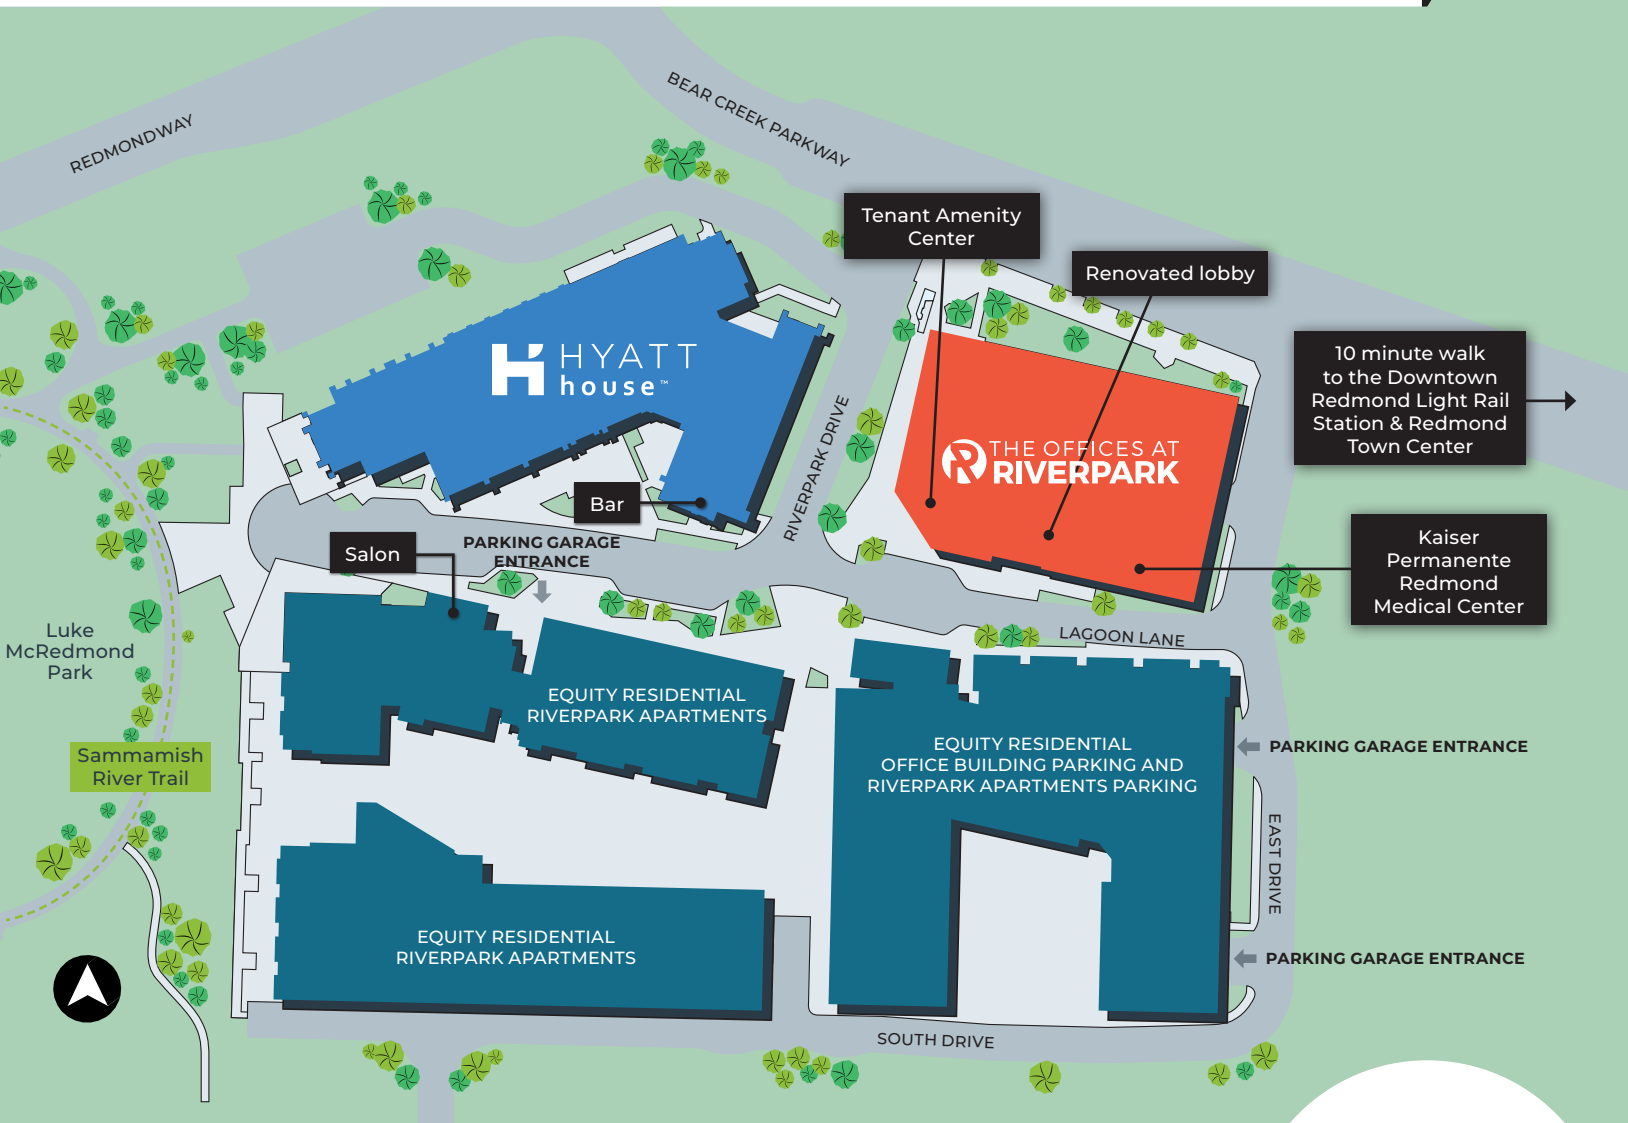 REDMONDWAY
BEAR CREEK PARKWAY
Tenant Amenity
Center
Renovated lobby
10 minute walk
to the Downtown
Redmond Light Rail
Station & Redmond
Town Center
HYATT
house™
RIVERPARK DRIVE
THE OFFICES AT
RIVERPARK
Bar
Salon
PARKING GARAGE
ENTRANCE
Kaiser
Permanente
Redmond
Medical Center
LAGOON LANE
Luke
McRedmond
Park
EQUITY RESIDENTIAL
RIVERPARK APARTMENTS
EQUITY RESIDENTIAL
OFFICE BUILDING PARKING AND
RIVERPARK APARTMENTS PARKING
PARKING GARAGE ENTRANCE
Sammamish
River Trail
EAST DRIVE
EQUITY RESIDENTIAL
RIVERPARK APARTMENTS
PARKING GARAGE ENTRANCE
SOUTH DRIVE